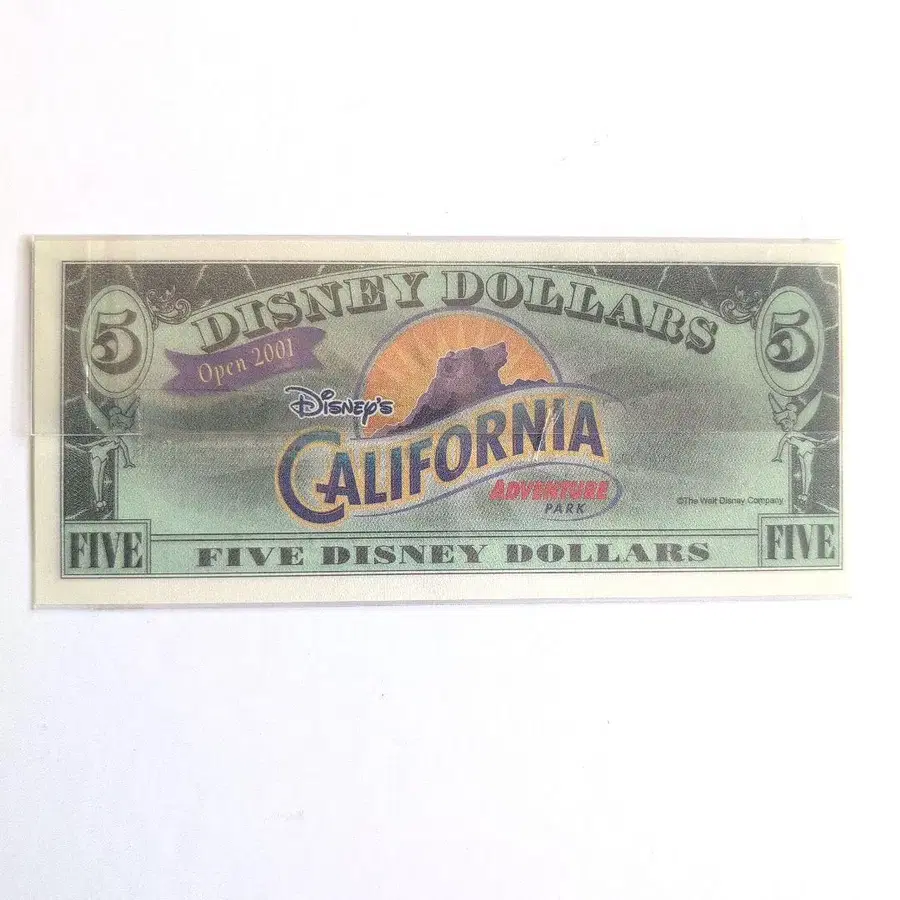 DISNEY DOLLARS
5
5
Open 2001
DISNEY'S
CALIFORNIA
ADVENTURE
PARK
©The Walt Disney Company
FIVE
FIVE DISNEY DOLLARS
FIVE